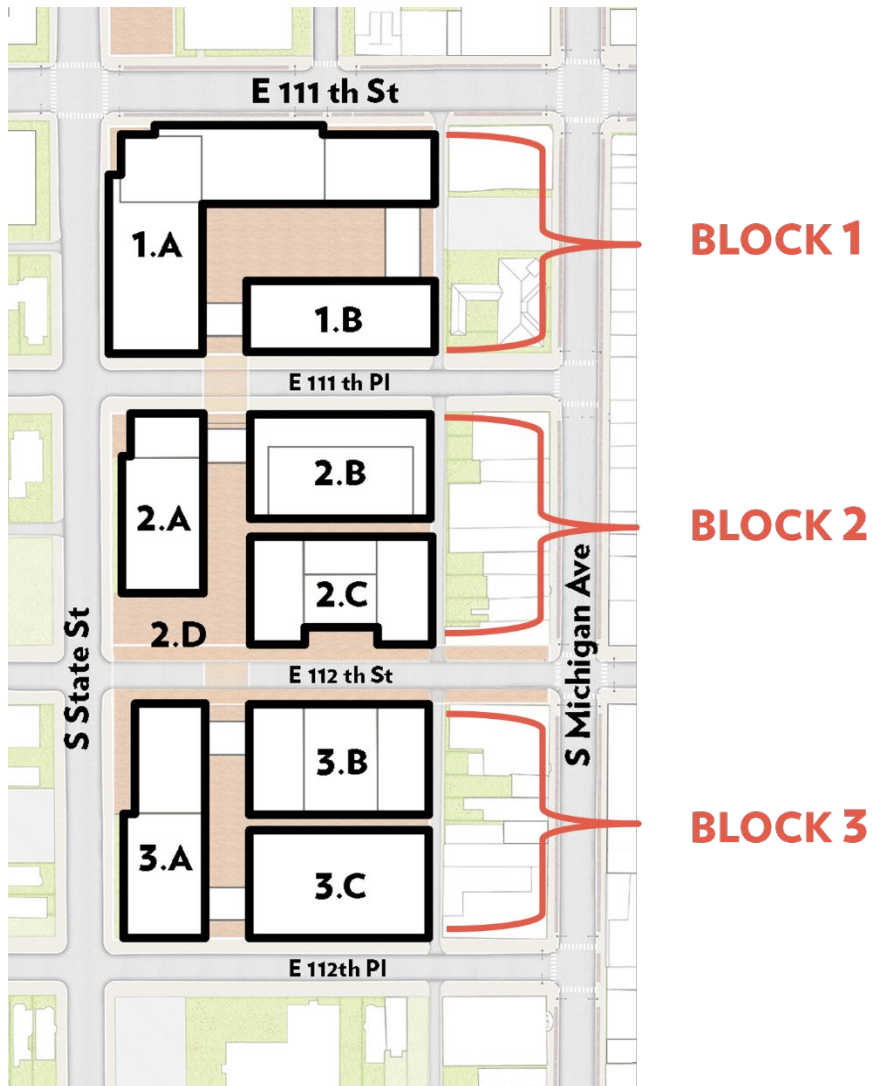 E 111 th St
1.A
BLOCK 1
1.B
E 111 th Pl
2.B
2.A
BLOCK 2
2.C
2.D
E 112 th St
S State St
S Michigan Ave
3.B
BLOCK 3
3.A
3.C
E 112th Pl